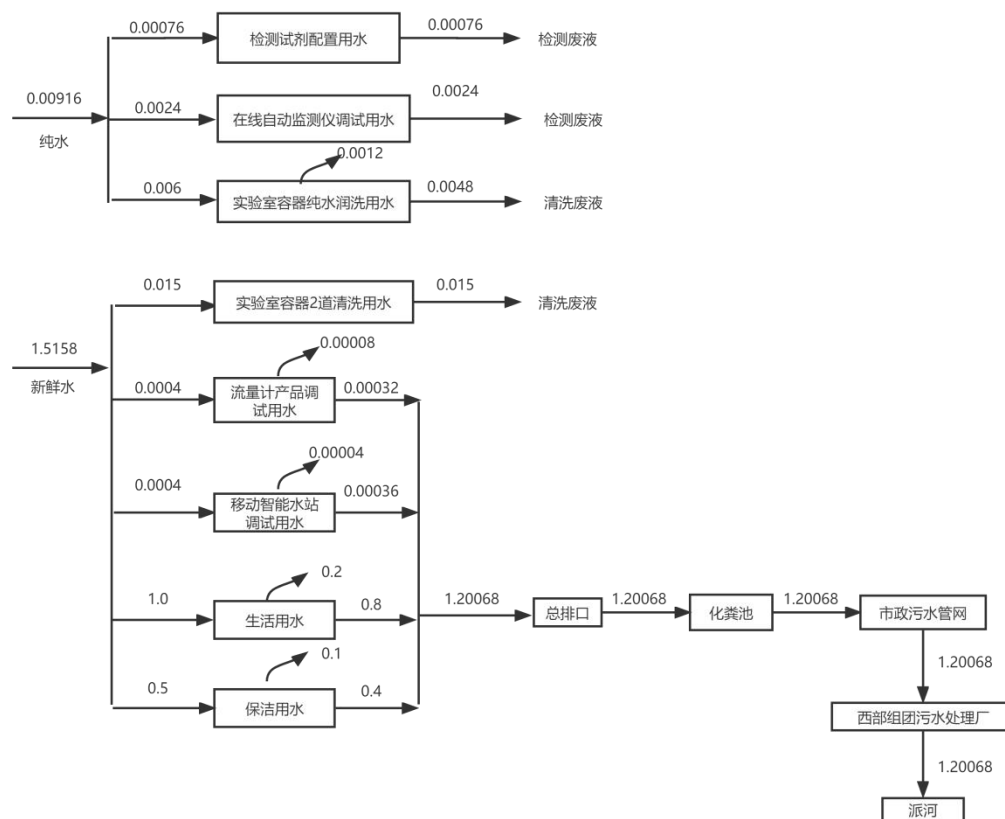 0.00076
检测试剂配置用水
0.00076
检测废液
0.00916
纯水
0.0024
在线自动监测仪调试用水
0.0024
检测废液
0.0012
0.006
实验室容器纯水润洗用水
0.0048
清洗废液
0.015
实验室容器2道清洗用水
0.015
清洗废液
1.5158
新鲜水
0.00008
0.0004
流量计产品调
试用水
0.00032
0.00004
0.0004
移动智能水站
调试用水
0.00036
0.2
1.0
生活用水
0.8
0.1
0.5
保洁用水
0.4
1.20068
总排口
1.20068
化粪池
1.20068
市政污水管网
1.20068
西部组团污水处理厂
1.20068
派河